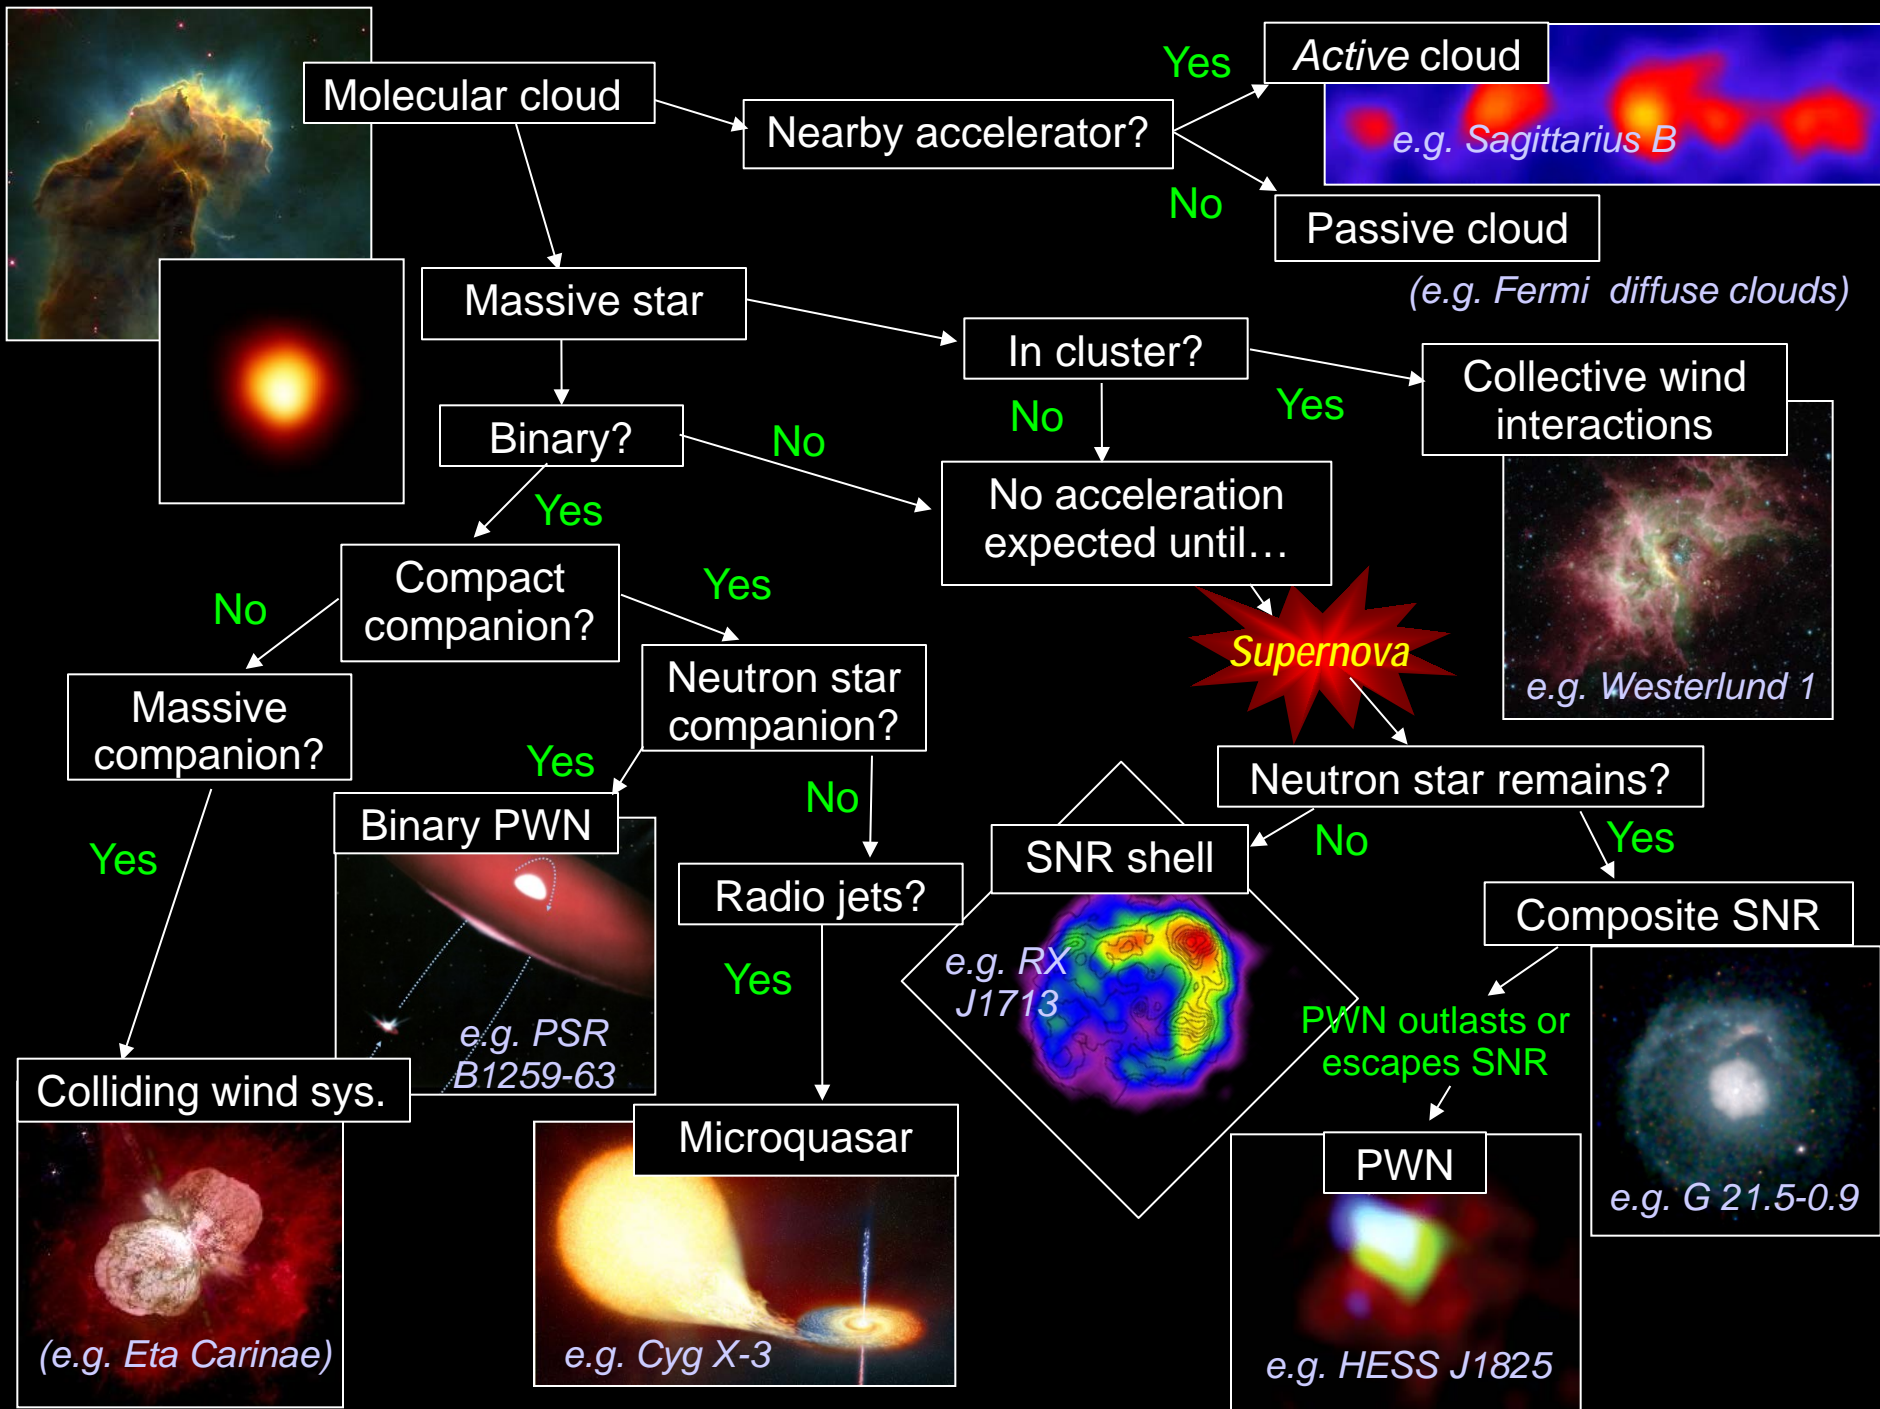 Molecular cloud
Nearby accelerator?
Yes
Active cloud
e.g. Sagittarius B
No
Passive cloud
(e.g. Fermi  diffuse clouds)
Massive star
In cluster?
Yes
Collective wind
interactions
e.g. Westerlund 1
No
Binary?
No
No acceleration
expected until…
Yes
Compact
companion?
No
Yes
Supernova
Massive
companion?
Neutron star
companion?
Neutron star remains?
Yes
No
Yes
Binary PWN
e.g. PSR
B1259-63
Radio jets?
Yes
No
SNR shell
e.g. RX
J1713
Yes
Composite SNR
e.g. G 21.5-0.9
PWN outlasts or
escapes SNR
Colliding wind sys.
(e.g. Eta Carinae)
Microquasar
e.g. Cyg X-3
PWN
e.g. HESS J1825